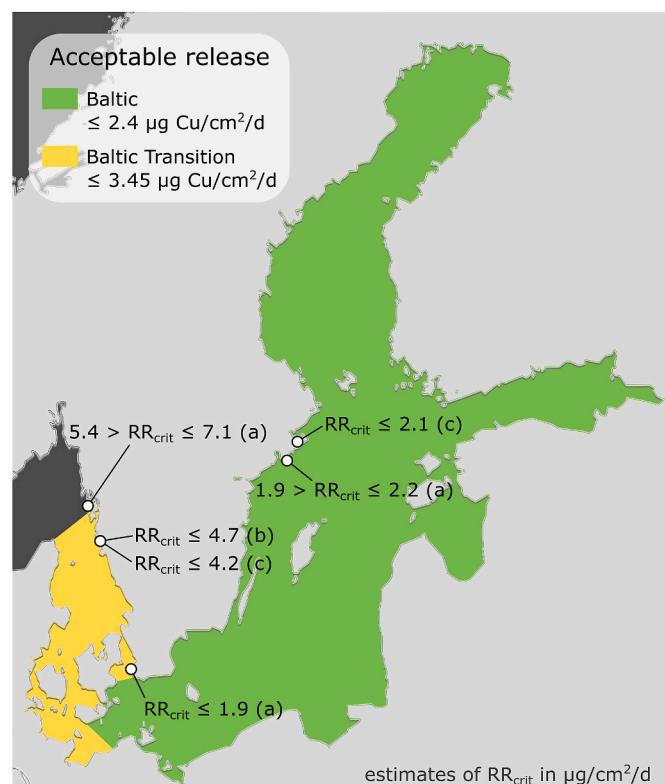 Acceptable release
Baltic
≤ 2.4 µg Cu/cm²/d
Baltic Transition
≤ 3.45 µg Cu/cm²/d
5.4 > RRcrit ≤ 7.1 (a)
RRcrit ≤ 2.1 (c)
1.9 > RRcrit ≤ 2.2 (a)
RRcrit ≤ 4.7 (b)
RRcrit ≤ 4.2 (c)
RRcrit ≤ 1.9 (a)
estimates of RRcrit in µg/cm²/d